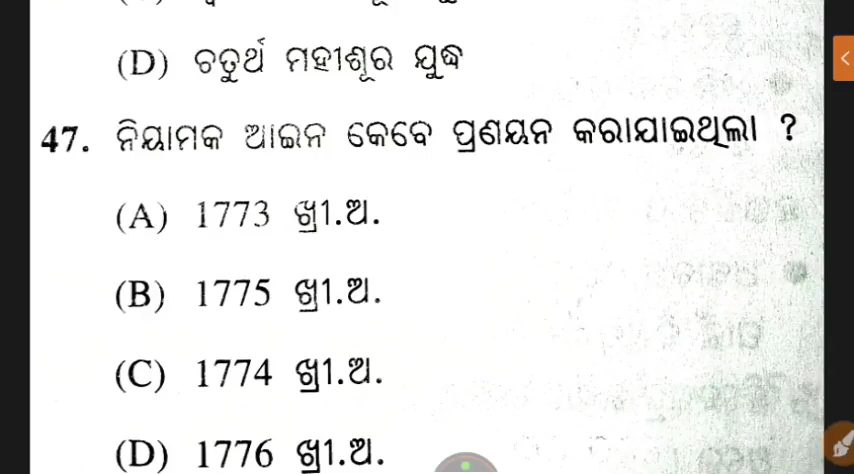 (D) ଚତୁର୍ଥ ମହୀଶୂର ଯୁଦ୍ଧ
47. ନିୟାମକ ଆଇନ କେବେ ପ୍ରଣୟନ କରାଯାଇଥିଲା ?
(A) 1773 ଖ୍ରୀ.ଅ.
(B) 1775 ଖ୍ରୀ.ଅ.
(C) 1774 ଖ୍ରୀ.ଅ.
(D) 1776 ଖ୍ରୀ.ଅ.